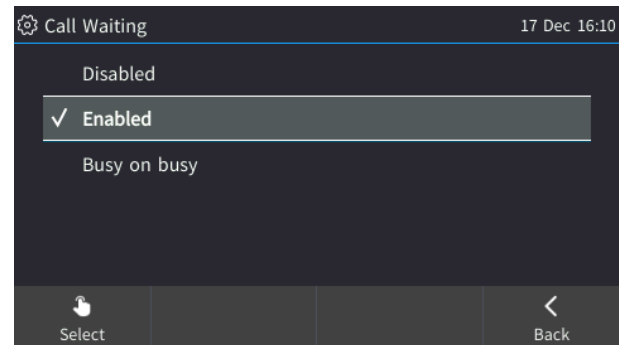 Call Waiting 17 Dec 16:10
Disabled
✓ Enabled
Busy on busy
Select Back